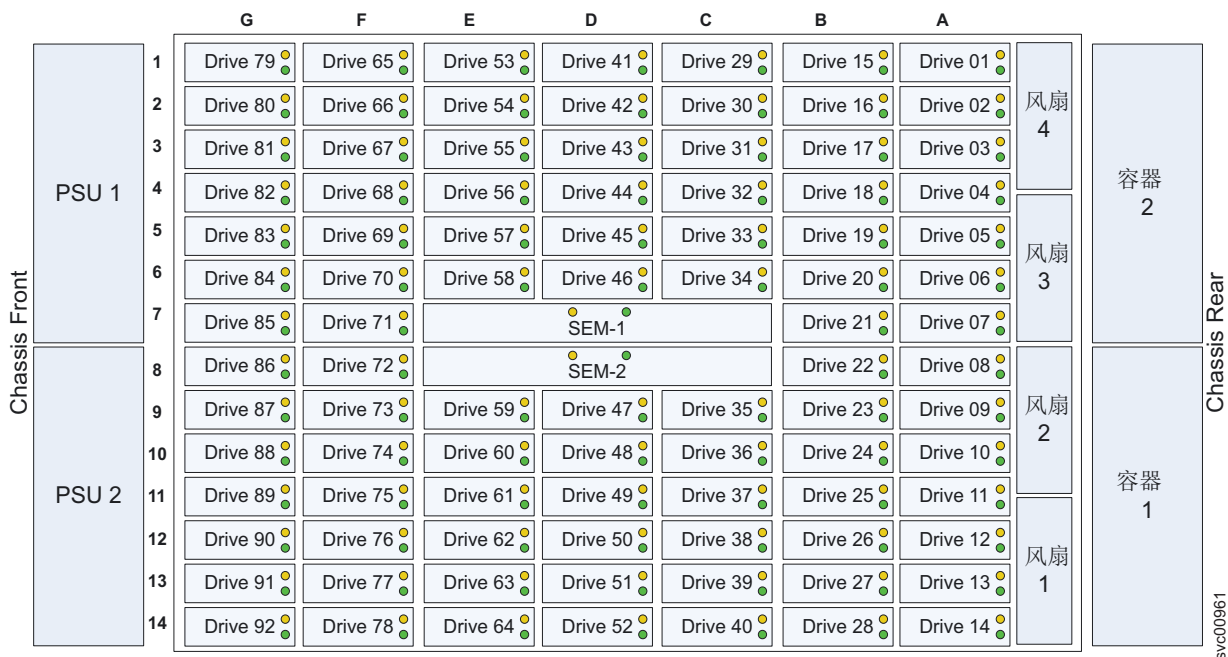 G F E D C B A
1 Drive 79 Drive 65 Drive 53 Drive 41 Drive 29 Drive 15 Drive 01
2 Drive 80 Drive 66 Drive 54 Drive 42 Drive 30 Drive 16 Drive 02
风扇
4
3 Drive 81 Drive 67 Drive 55 Drive 43 Drive 31 Drive 17 Drive 03
4 Drive 82 Drive 68 Drive 56 Drive 44 Drive 32 Drive 18 Drive 04
PSU 1
容器
2
5 Drive 83 Drive 69 Drive 57 Drive 45 Drive 33 Drive 19 Drive 05
6 Drive 84 Drive 70 Drive 58 Drive 46 Drive 34 Drive 20 Drive 06
风扇
3
7 Drive 85 Drive 71 SEM-1 Drive 21 Drive 07
Chassis Front
Chassis Rear
8 Drive 86 Drive 72 SEM-2 Drive 22 Drive 08
9 Drive 87 Drive 73 Drive 59 Drive 47 Drive 35 Drive 23 Drive 09
风扇
2
10 Drive 88 Drive 74 Drive 60 Drive 48 Drive 36 Drive 24 Drive 10
11 Drive 89 Drive 75 Drive 61 Drive 49 Drive 37 Drive 25 Drive 11
PSU 2
容器
1
12 Drive 90 Drive 76 Drive 62 Drive 50 Drive 38 Drive 26 Drive 12
风扇
1
13 Drive 91 Drive 77 Drive 63 Drive 51 Drive 39 Drive 27 Drive 13
14 Drive 92 Drive 78 Drive 64 Drive 52 Drive 40 Drive 28 Drive 14
svc00961